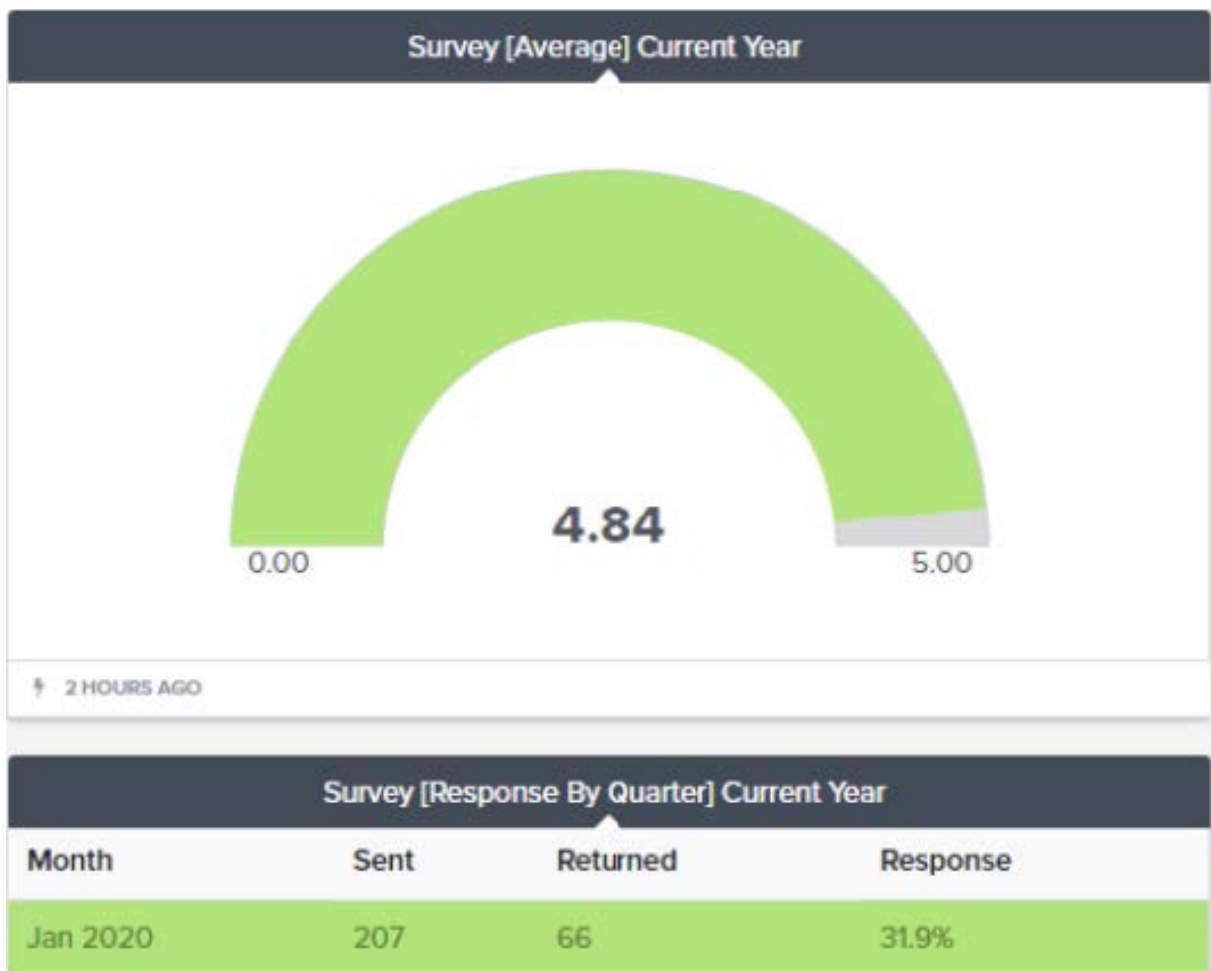 Survey [Average] Current Year
4.84
0.00 5.00
2 HOURS AGO
Survey [Response By Quarter] Current Year
Month Sent Returned Response
Jan 2020 207 66 31.9%